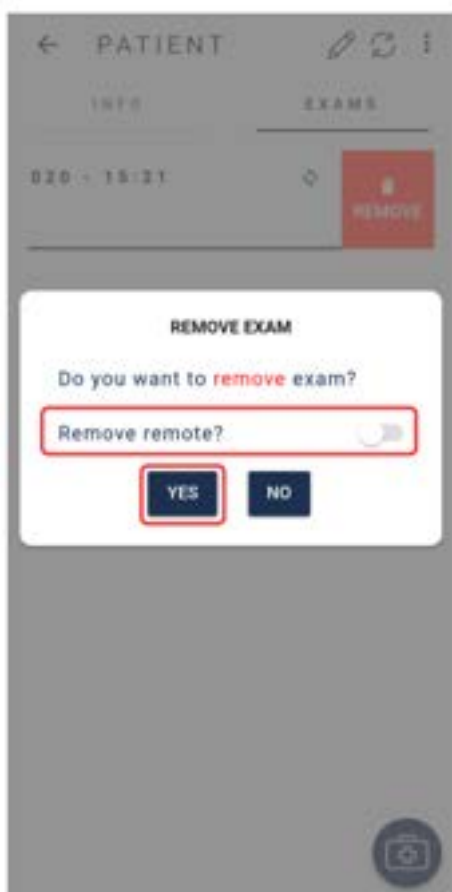 PATIENT
INFO EXAMS
020 - 15:21
REMOVE
REMOVE EXAM
Do you want to remove exam?
Remove remote?
YES NO